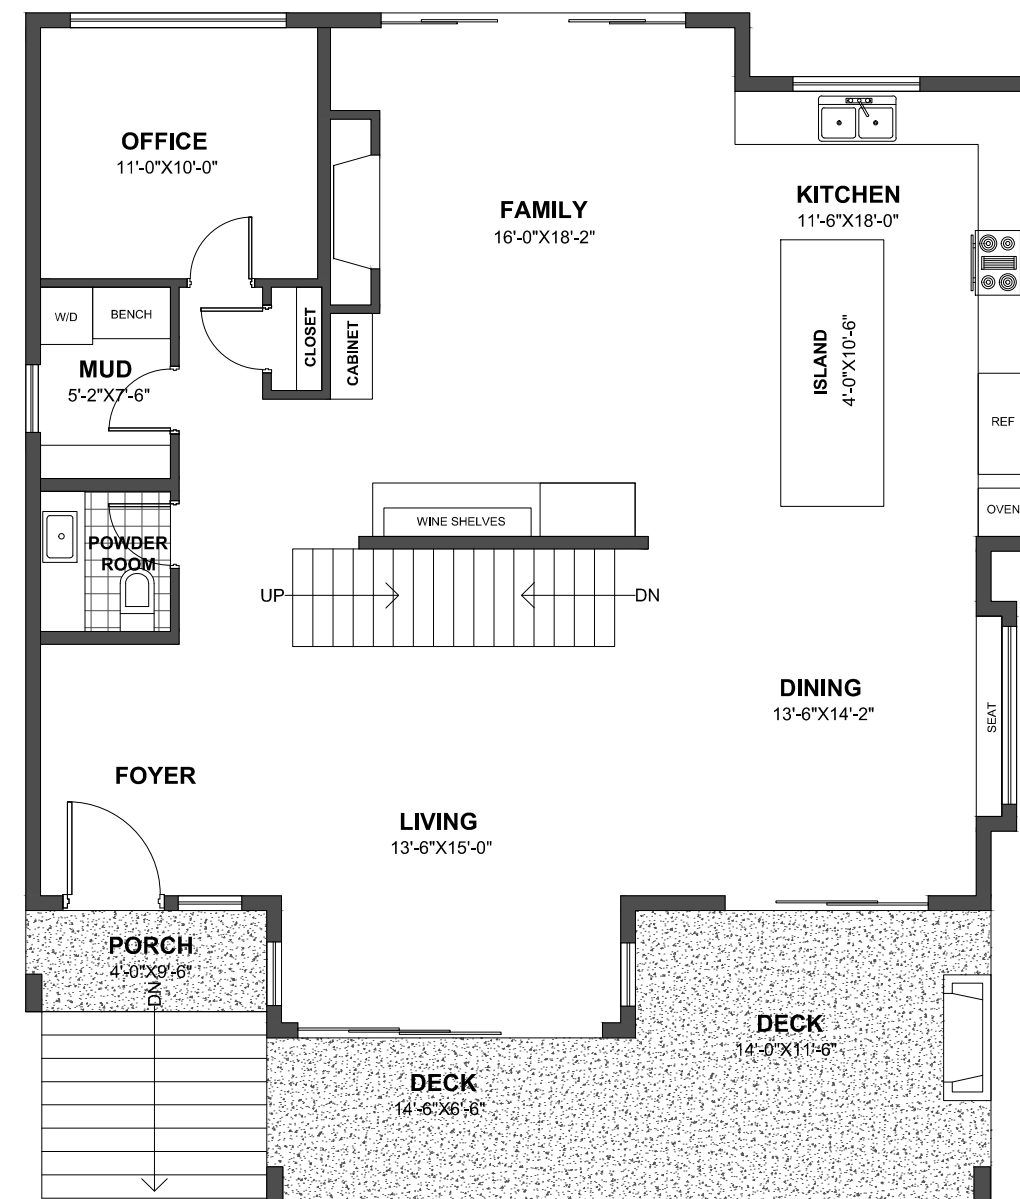 OFFICE
11'-0"X10'-0"
FAMILY
16'-0"X18'-2"
KITCHEN
11'-6"X18'-0"
W/D
BENCH
MUD
5'-2"X7'-6"
CLOSET
CABINET
ISLAND
4'-0"X10'-6"
REF
OVEN
WINE SHELVES
POWDER
ROOM
UP
DN
DINING
13'-6"X14'-2"
SEAT
FOYER
LIVING
13'-6"X15'-0"
PORCH
4'-0"X9'-6"
DN
DECK
14'-0"X11'-6"
DECK
14'-6"X6'-6"